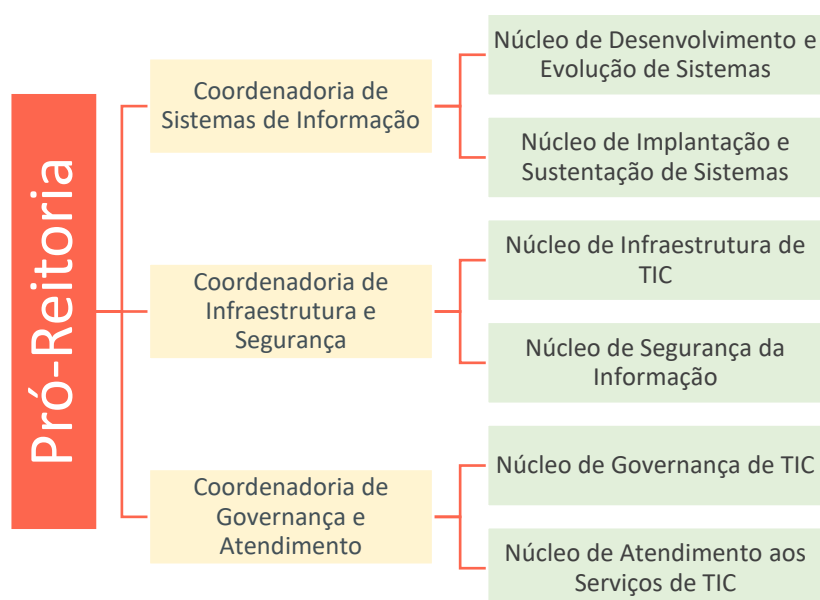 Pró-Reitoria
Coordenadoria de
Sistemas de Informação
Núcleo de Desenvolvimento e
Evolução de Sistemas
Núcleo de Implantação e
Sustentação de Sistemas
Coordenadoria de
Infraestrutura e
Segurança
Núcleo de Infraestrutura de
TIC
Núcleo de Segurança da
Informação
Coordenadoria de
Governança e
Atendimento
Núcleo de Governança de TIC
Núcleo de Atendimento aos
Serviços de TIC